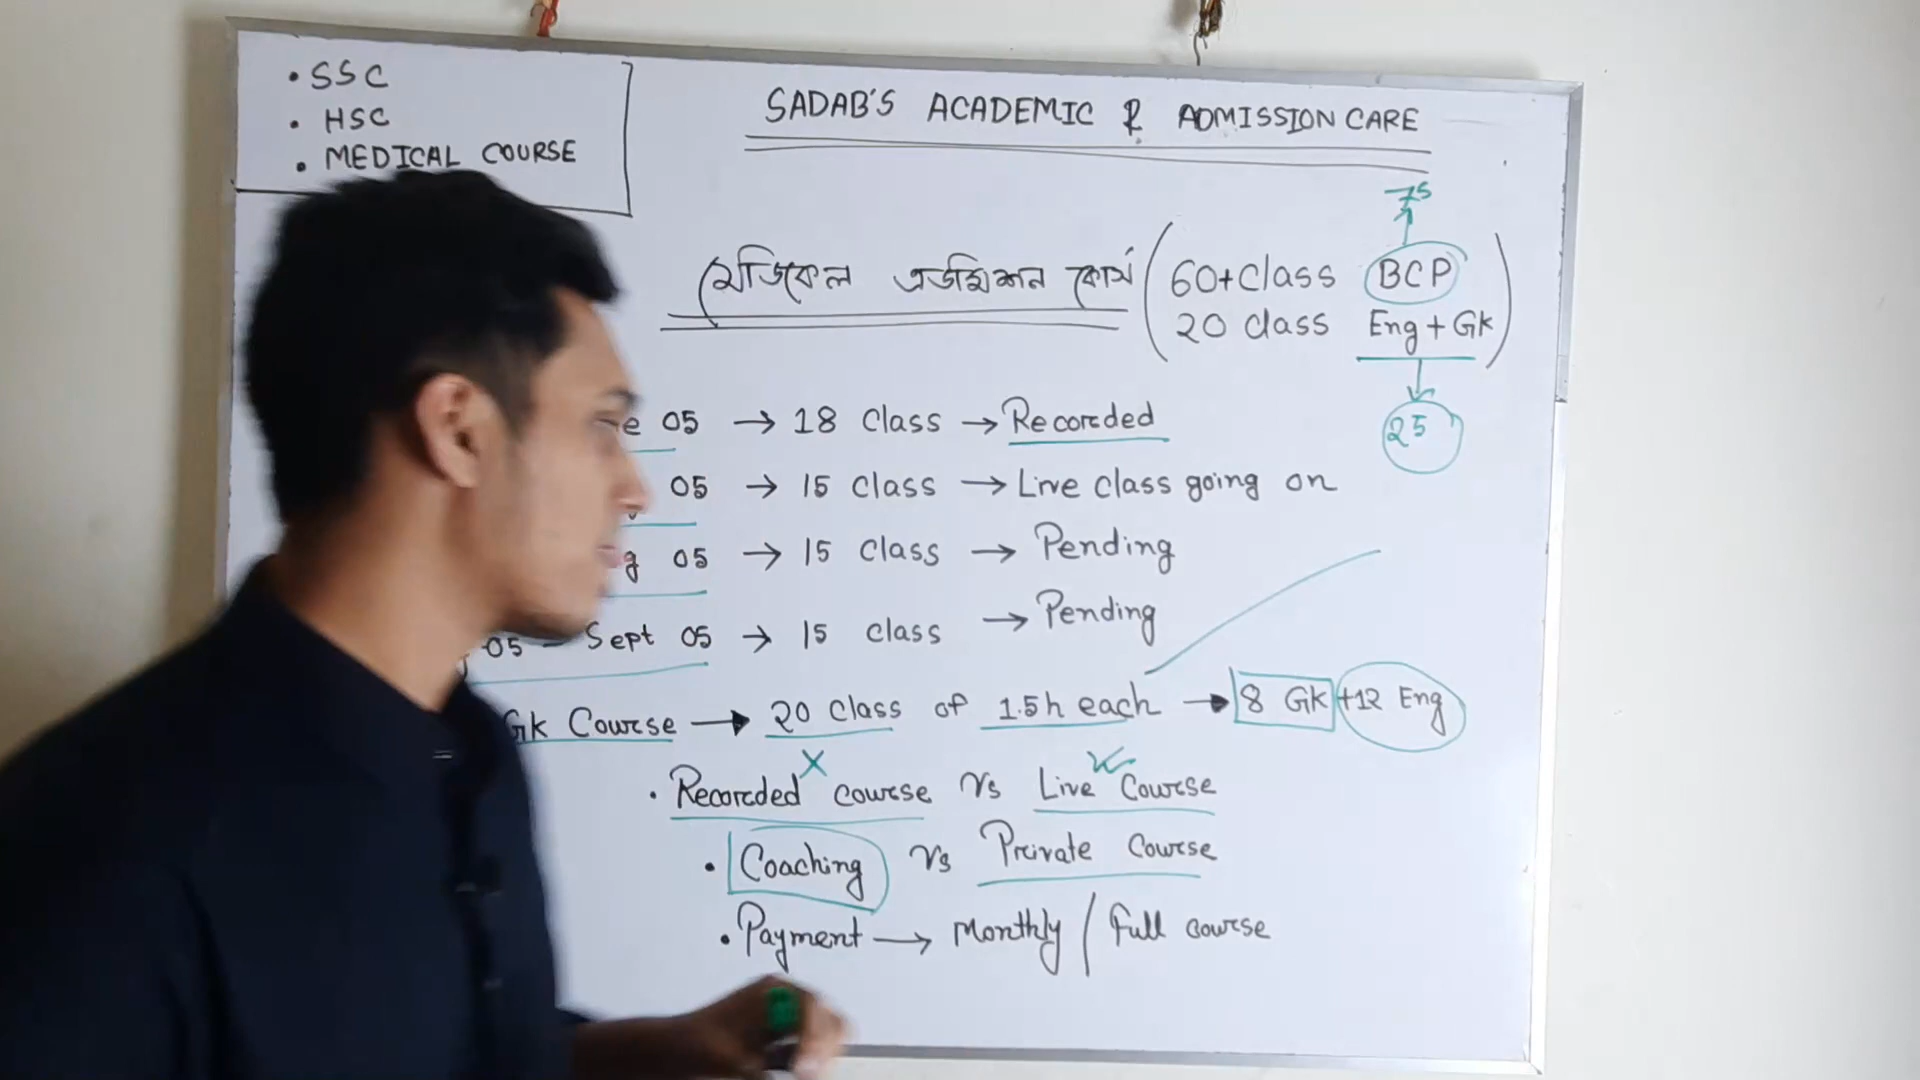 • SSC
• HSC
• MEDICAL COURSE
SADAB'S ACADEMIC & ADMISSION CARE
75
মেডিকেল এডমিশন কোর্স (60+ Class BCP
20 class Eng + Gk)
25
e 05 → 18 Class → Recorded
05 → 15 Class → Live class going on
g 05 → 15 Class → Pending
05 - Sept 05 → 15 class → Pending
Gk Course → 20 Class of 1.5h each → 8 Gk +12 Eng
• Recorded course Vs Live Course
• Coaching Vs Private Course
• Payment → Monthly / Full course